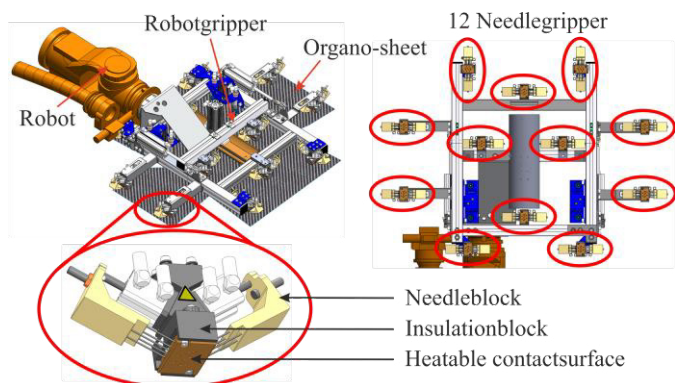 12 Needlegripper
Robotgripper
Organo-sheet
Robot
Needleblock
Insulationblock
Heatable contactsurface